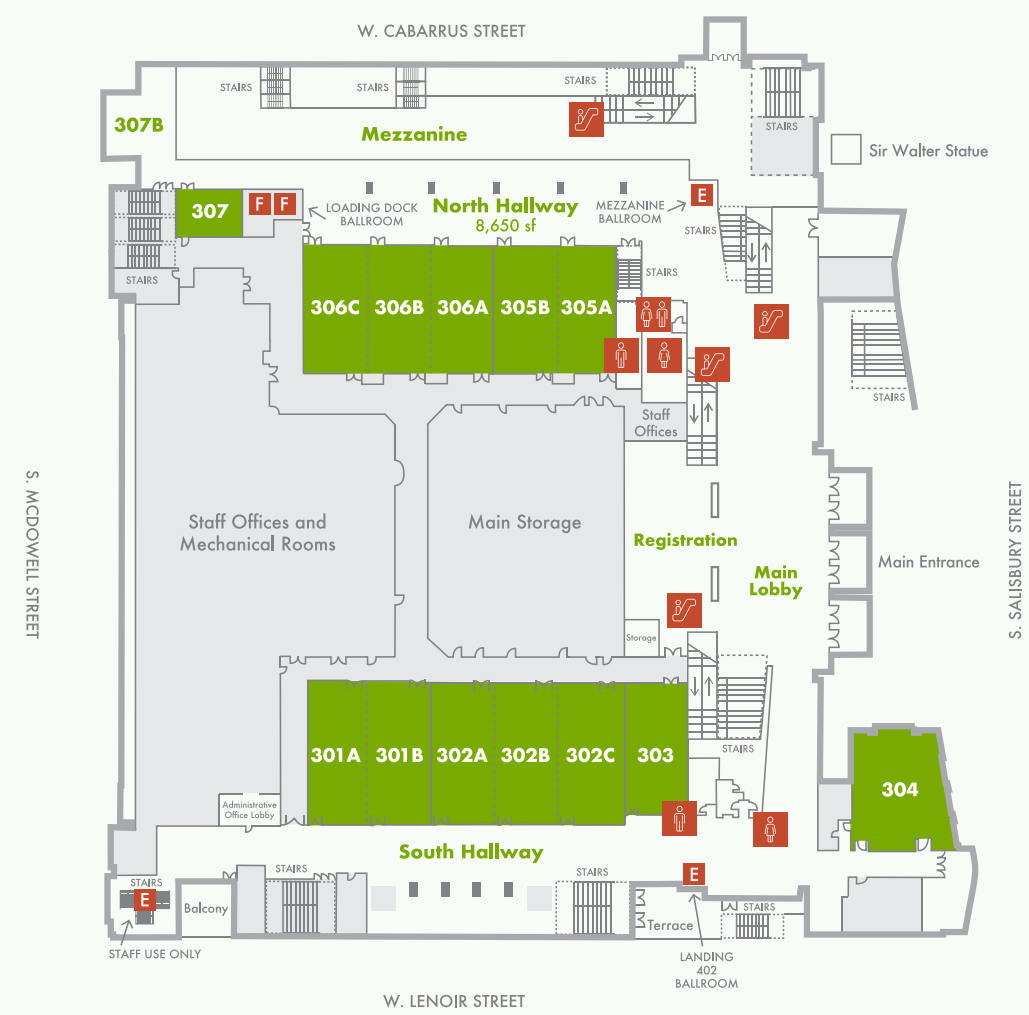 W. CABARRUS STREET
STAIRS
STAIRS
STAIRS
STAIRS
307B
Mezzanine
Sir Walter Statue
307
F
F
LOADING DOCK
BALLROOM
North Hallway
8,650 sf
MEZZANINE
BALLROOM
E
STAIRS
STAIRS
STAIRS
306C
306B
306A
305B
305A
STAIRS
Staff
Offices
S. MCDOWELL STREET
Staff Offices and
Mechanical Rooms
Main Storage
Registration
Main
Lobby
Main Entrance
S. SALISBURY STREET
Storage
301A
301B
302A
302B
302C
303
STAIRS
304
Administrative
Office Lobby
South Hallway
STAIRS
STAIRS
STAIRS
E
E
Balcony
STAIRS
Terrace
STAFF USE ONLY
LANDING
402
BALLROOM
W. LENOIR STREET